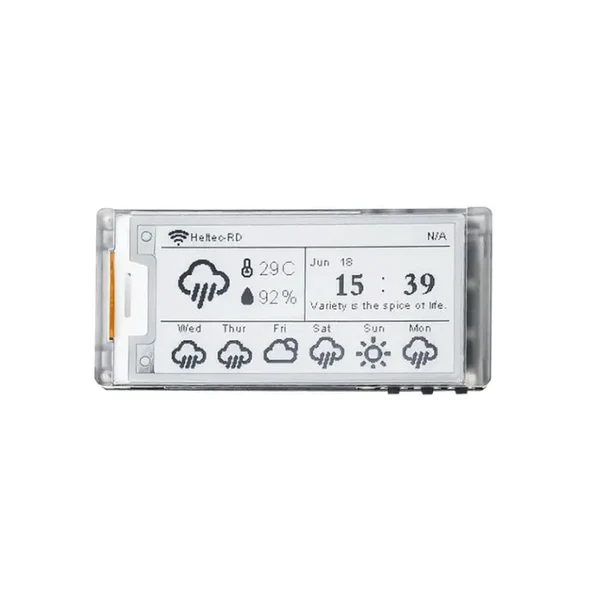 Heltec-RD N/A
29C
92%
Jun 18
15 : 39
Variety is the spice of life.
Wed Thur Fri Sat Sun Mon